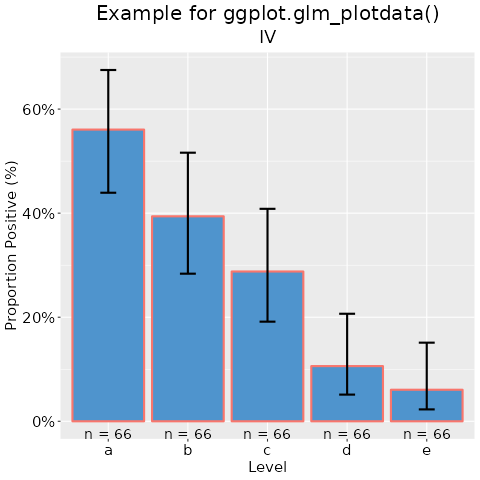 Example for ggplot.glm_plotdata()
IV
Proportion Positive (%)
60%
40%
20%
0%
n = 66 n = 66 n = 66 n = 66 n = 66
a b c d e
Level